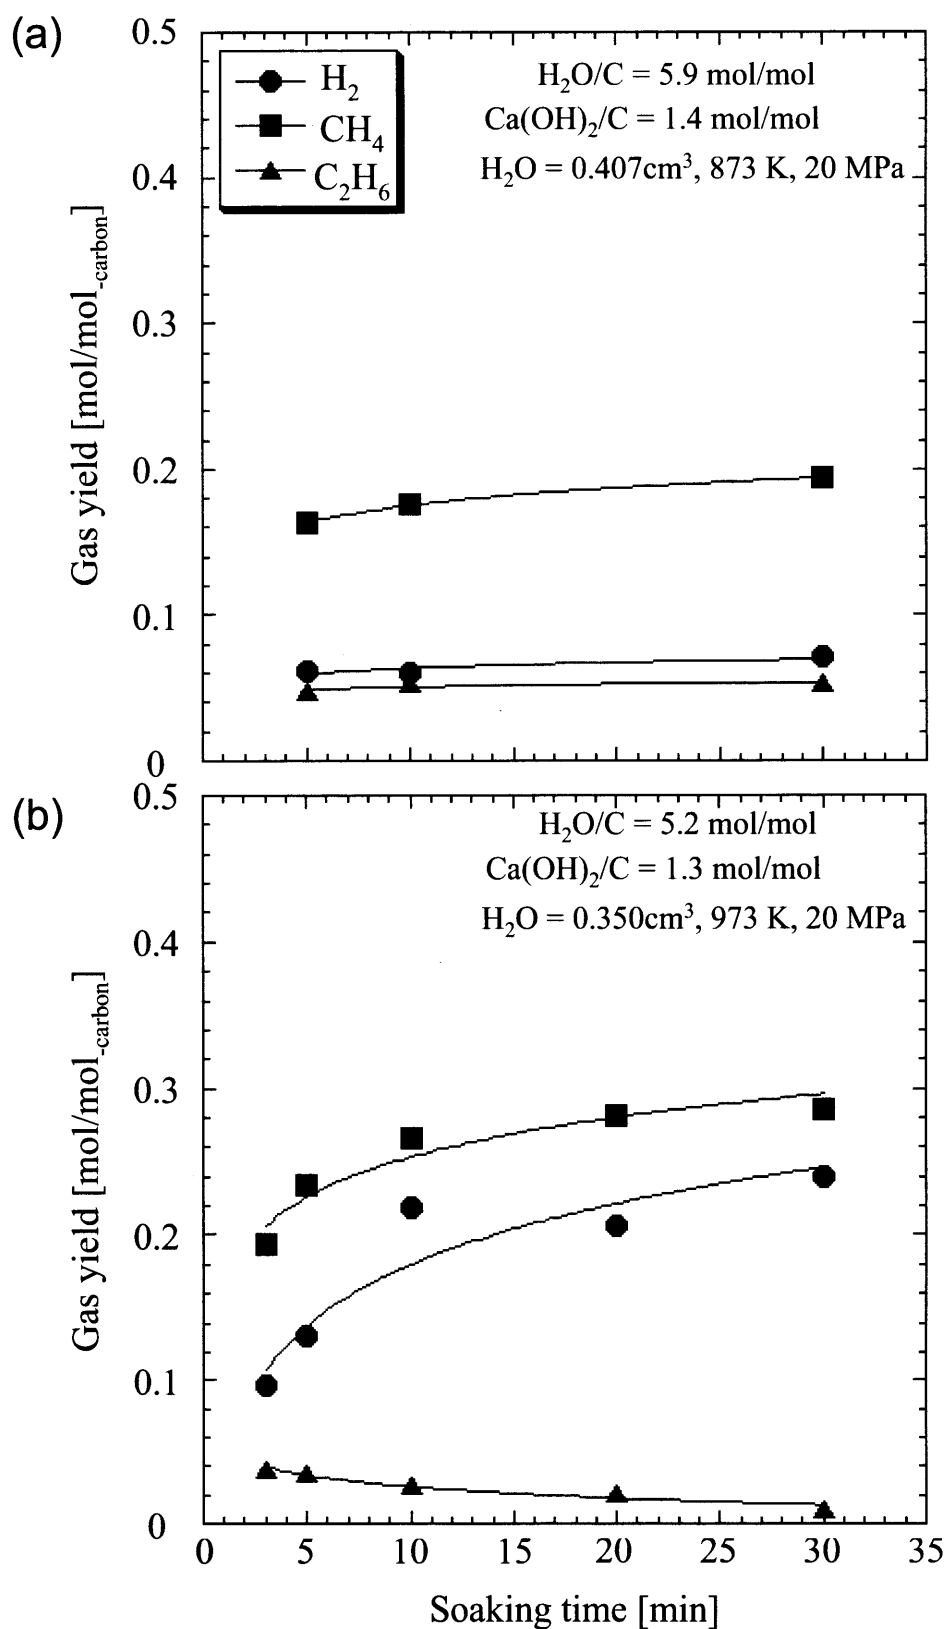 (a)
0.5
0.4
0.3
0.2
0.1
0
Gas yield [mol/mol-carbon]
H2
CH4
C2H6
H2O/C = 5.9 mol/mol
Ca(OH)2/C = 1.4 mol/mol
H2O = 0.407cm3, 873 K, 20 MPa
(b)
0.5
0.4
0.3
0.2
0.1
0
Gas yield [mol/mol-carbon]
H2O/C = 5.2 mol/mol
Ca(OH)2/C = 1.3 mol/mol
H2O = 0.350cm3, 973 K, 20 MPa
0 5 10 15 20 25 30 35
Soaking time [min]